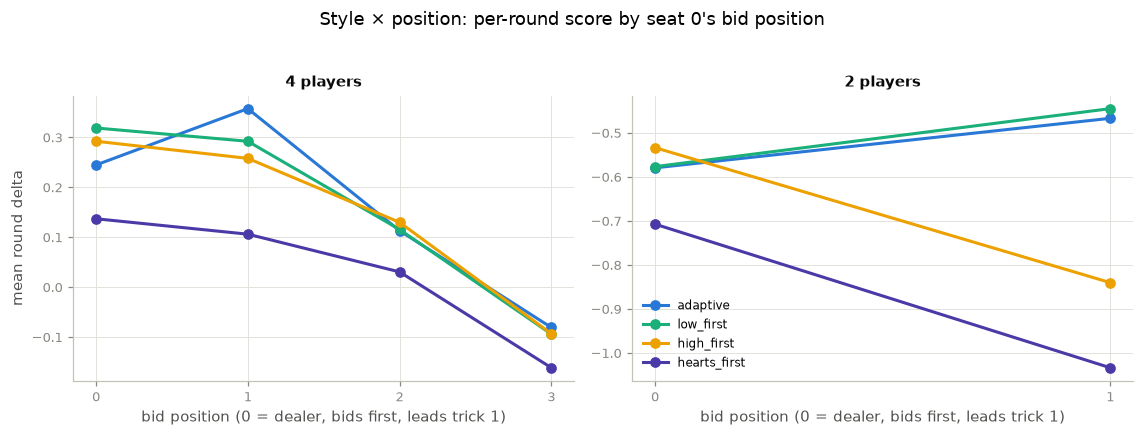 Style × position: per-round score by seat 0's bid position
4 players
2 players
mean round delta
0.3
0.2
0.1
0.0
−0.1
0
1
2
3
bid position (0 = dealer, bids first, leads trick 1)
−0.5
−0.6
−0.7
−0.8
−0.9
−1.0
adaptive
low_first
high_first
hearts_first
0
1
bid position (0 = dealer, bids first, leads trick 1)